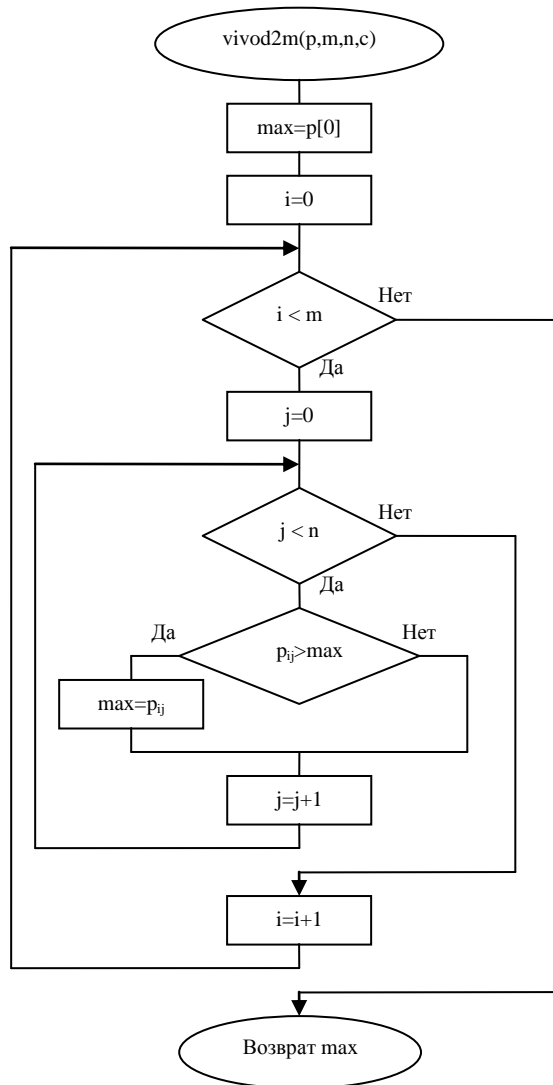 vivod2m(p,m,n,c)
max=p[0]
i=0
Нет
i < m
Да
j=0
Нет
j < n
Да
Да
Нет
pij>max
max=pij
j=j+1
i=i+1
Возврат max